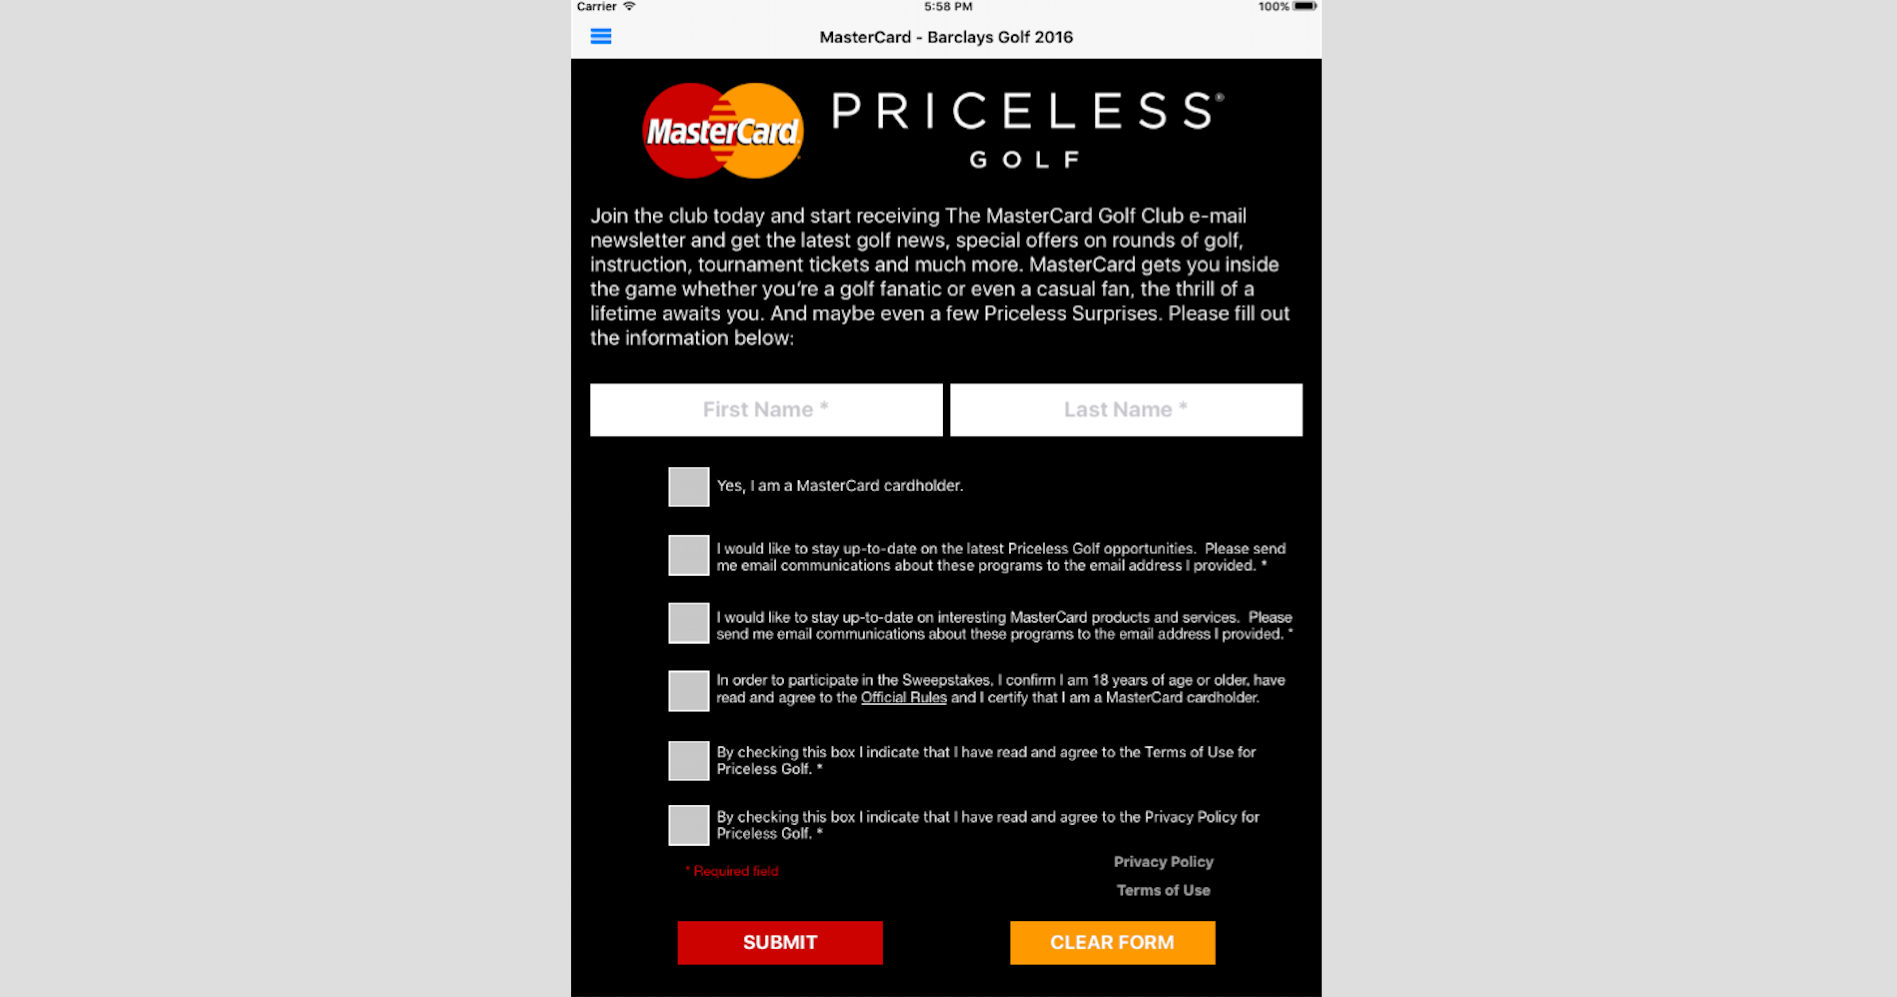 Carrier 5:58 PM 100%
MasterCard - Barclays Golf 2016
MasterCard
PRICELESS®
GOLF
Join the club today and start receiving The MasterCard Golf Club e-mail
newsletter and get the latest golf news, special offers on rounds of golf,
instruction, tournament tickets and much more. MasterCard gets you inside
the game whether you’re a golf fanatic or even a casual fan, the thrill of a
lifetime awaits you. And maybe even a few Priceless Surprises. Please fill out
the information below:
First Name * Last Name *
Yes, I am a MasterCard cardholder.
I would like to stay up-to-date on the latest Priceless Golf opportunities.  Please send
me email communications about these programs to the email address I provided. *
I would like to stay up-to-date on interesting MasterCard products and services.  Please
send me email communications about these programs to the email address I provided. *
In order to participate in the Sweepstakes, I confirm I am 18 years of age or older, have
read and agree to the Official Rules and I certify that I am a MasterCard cardholder.
By checking this box I indicate that I have read and agree to the Terms of Use for
Priceless Golf. *
By checking this box I indicate that I have read and agree to the Privacy Policy for
Priceless Golf. *
* Required field
Privacy Policy
Terms of Use
SUBMIT CLEAR FORM